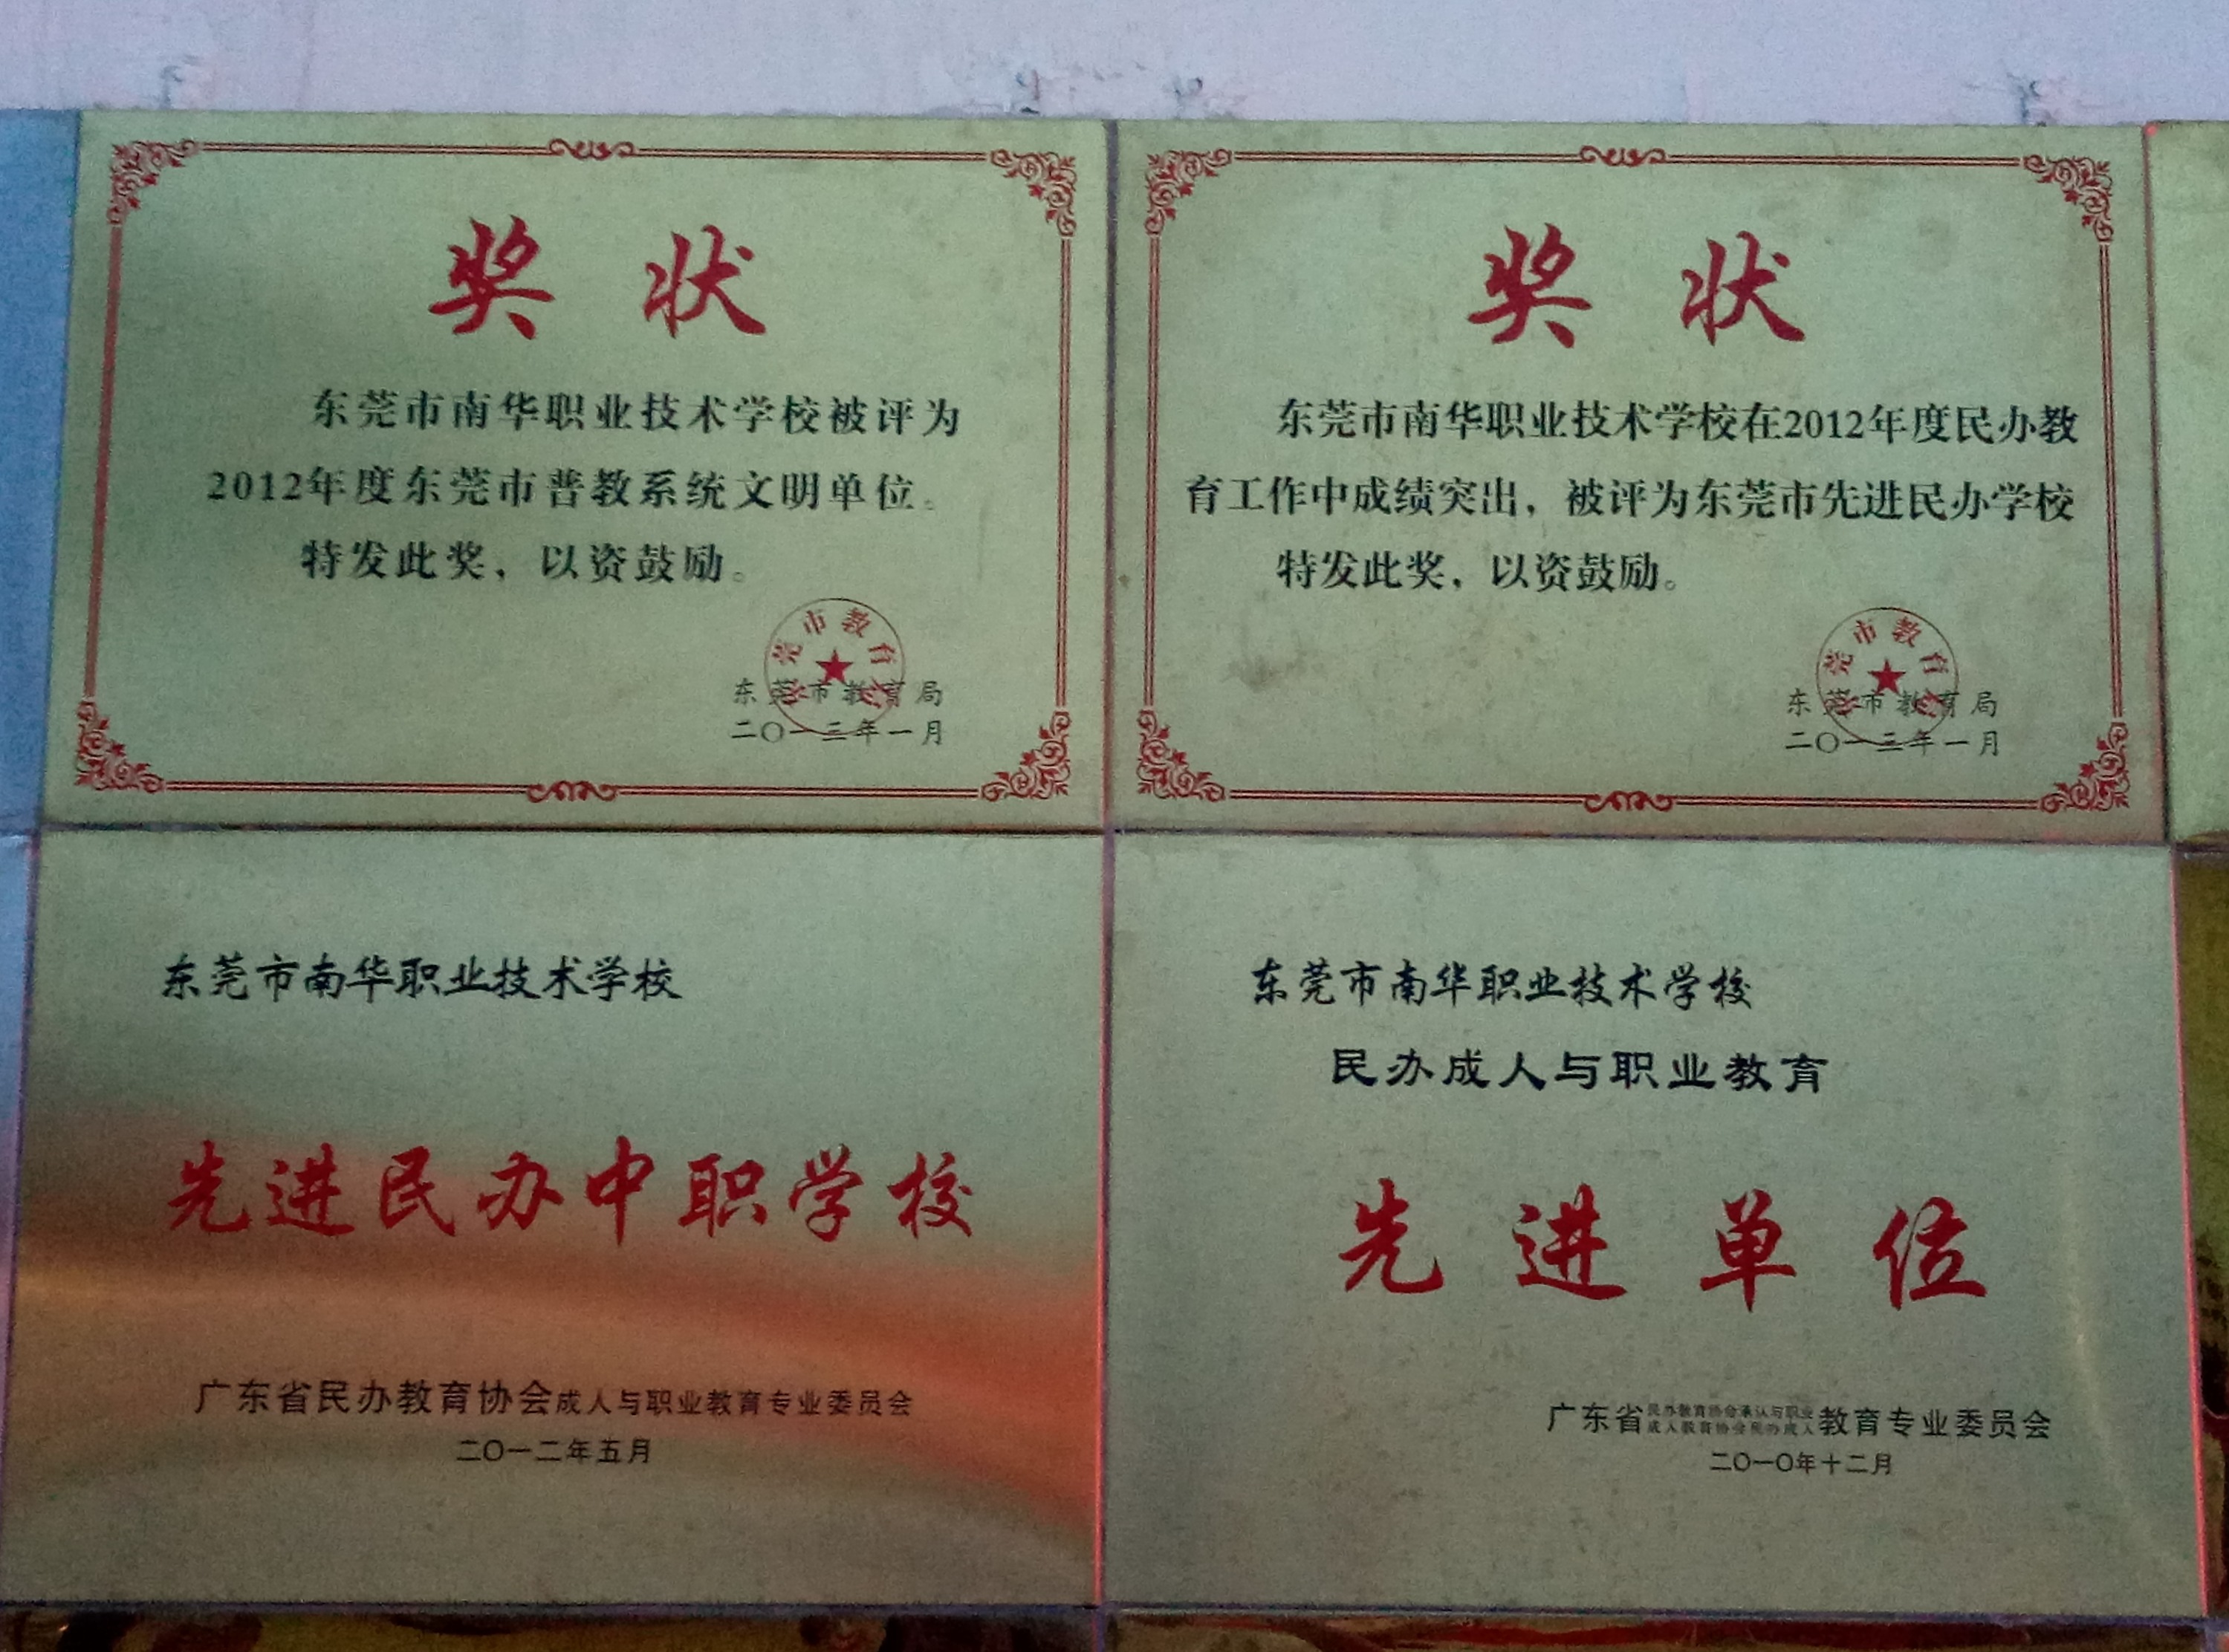 奖状
东莞市南华职业技术学校被评为
2012年度东莞市普教系统文明单位。
特发此奖，以资鼓励。
莞市教育
东莞市教育局
二〇一三年一月
奖状
东莞市南华职业技术学校在2012年度民办教
育工作中成绩突出，被评为东莞市先进民办学校
特发此奖，以资鼓励。
莞市教育
东莞市教育局
二〇一三年一月
东莞市南华职业技术学校
先进民办中职学校
广东省民办教育协会成人与职业教育专业委员会
二〇一二年五月
东莞市南华职业技术学校
民办成人与职业教育
先进单位
广东省教育专业委员会
二〇一〇年十二月